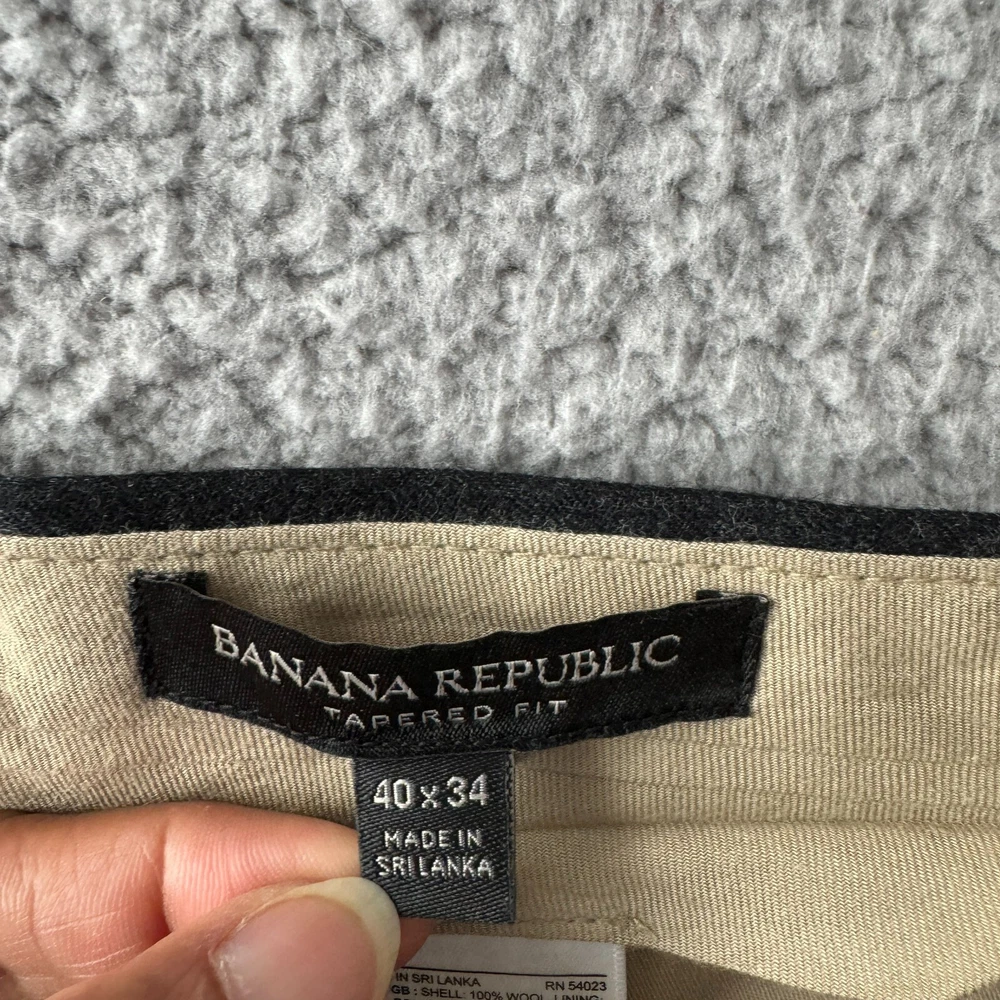 BANANA REPUBLIC
TAPERED FIT
40 x 34
MADE IN
SRI LANKA
IN SRI LANKA RN 54023
GB : SHELL: 100% WOOL, LINING: